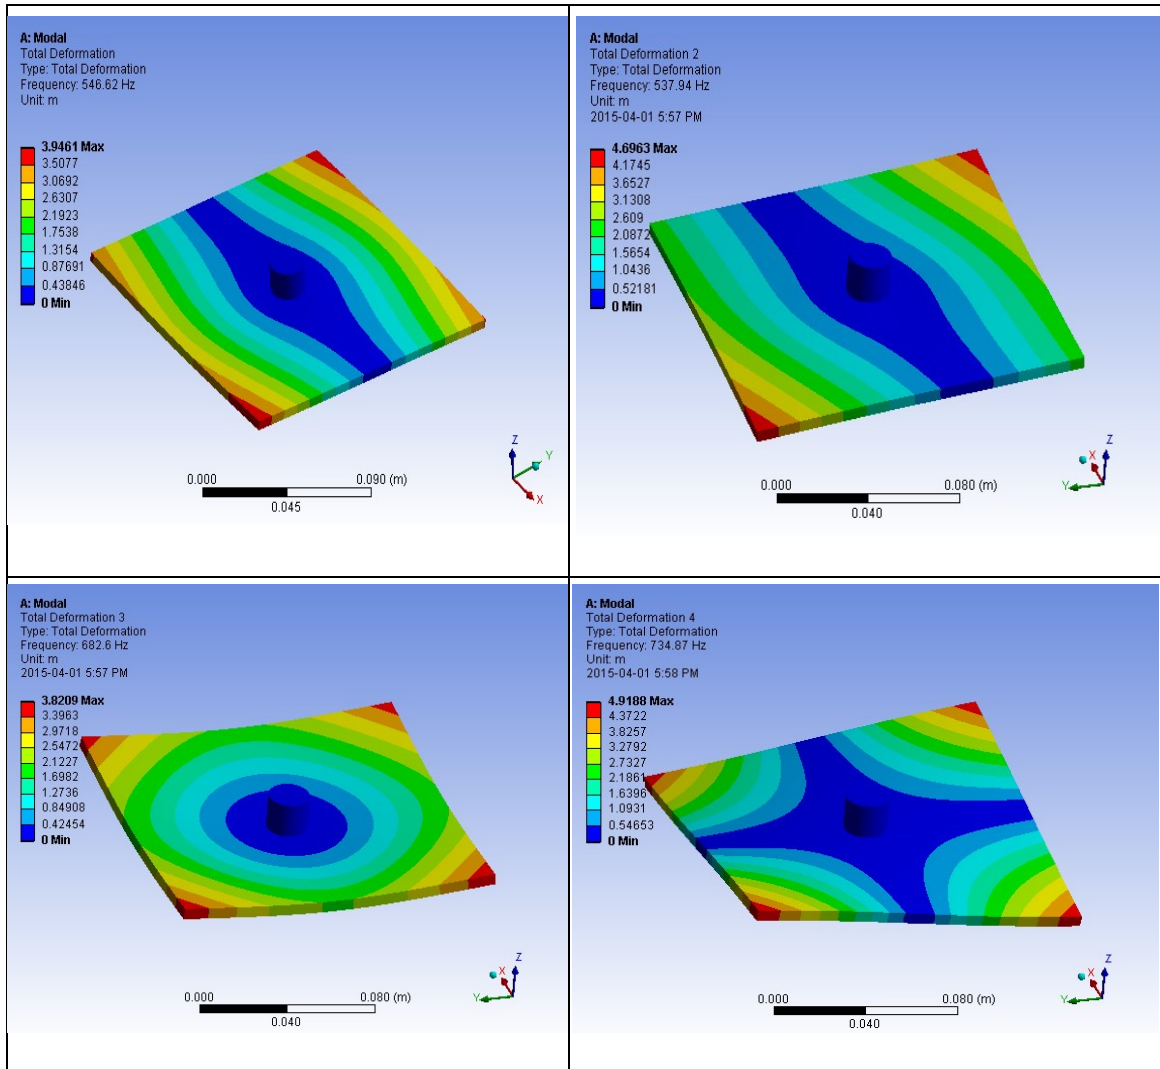 A: Modal
Total Deformation
Type: Total Deformation
Frequency: 546.62 Hz
Unit: m
3.9461 Max
3.5077
3.0692
2.6307
2.1923
1.7538
1.3154
0.87691
0.43846
0 Min
Z
Y
X
0.000
0.090 (m)
0.045
A: Modal
Total Deformation 2
Type: Total Deformation
Frequency: 537.94 Hz
Unit: m
2015-04-01 5:57 PM
4.6963 Max
4.1745
3.6527
3.1308
2.609
2.0872
1.5654
1.0436
0.52181
0 Min
Z
X
Y
0.000
0.080 (m)
0.040
A: Modal
Total Deformation 3
Type: Total Deformation
Frequency: 682.6 Hz
Unit: m
2015-04-01 5:57 PM
3.8209 Max
3.3963
2.9718
2.5472
2.1227
1.6982
1.2736
0.84908
0.42454
0 Min
Z
X
Y
0.000
0.080 (m)
0.040
A: Modal
Total Deformation 4
Type: Total Deformation
Frequency: 734.87 Hz
Unit: m
2015-04-01 5:58 PM
4.9188 Max
4.3722
3.8257
3.2792
2.7327
2.1861
1.6396
1.0931
0.54653
0 Min
Z
X
Y
0.000
0.080 (m)
0.040